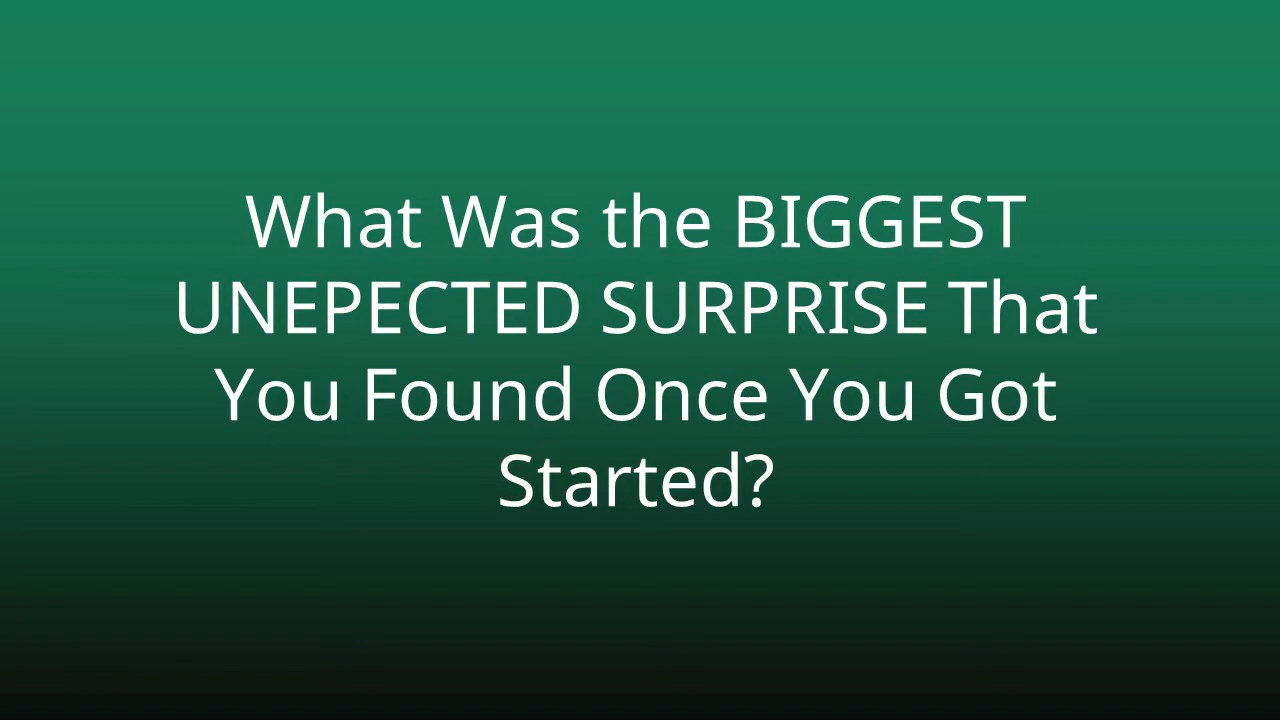 What Was the BIGGEST
UNEPECTED SURPRISE That
You Found Once You Got
Started?